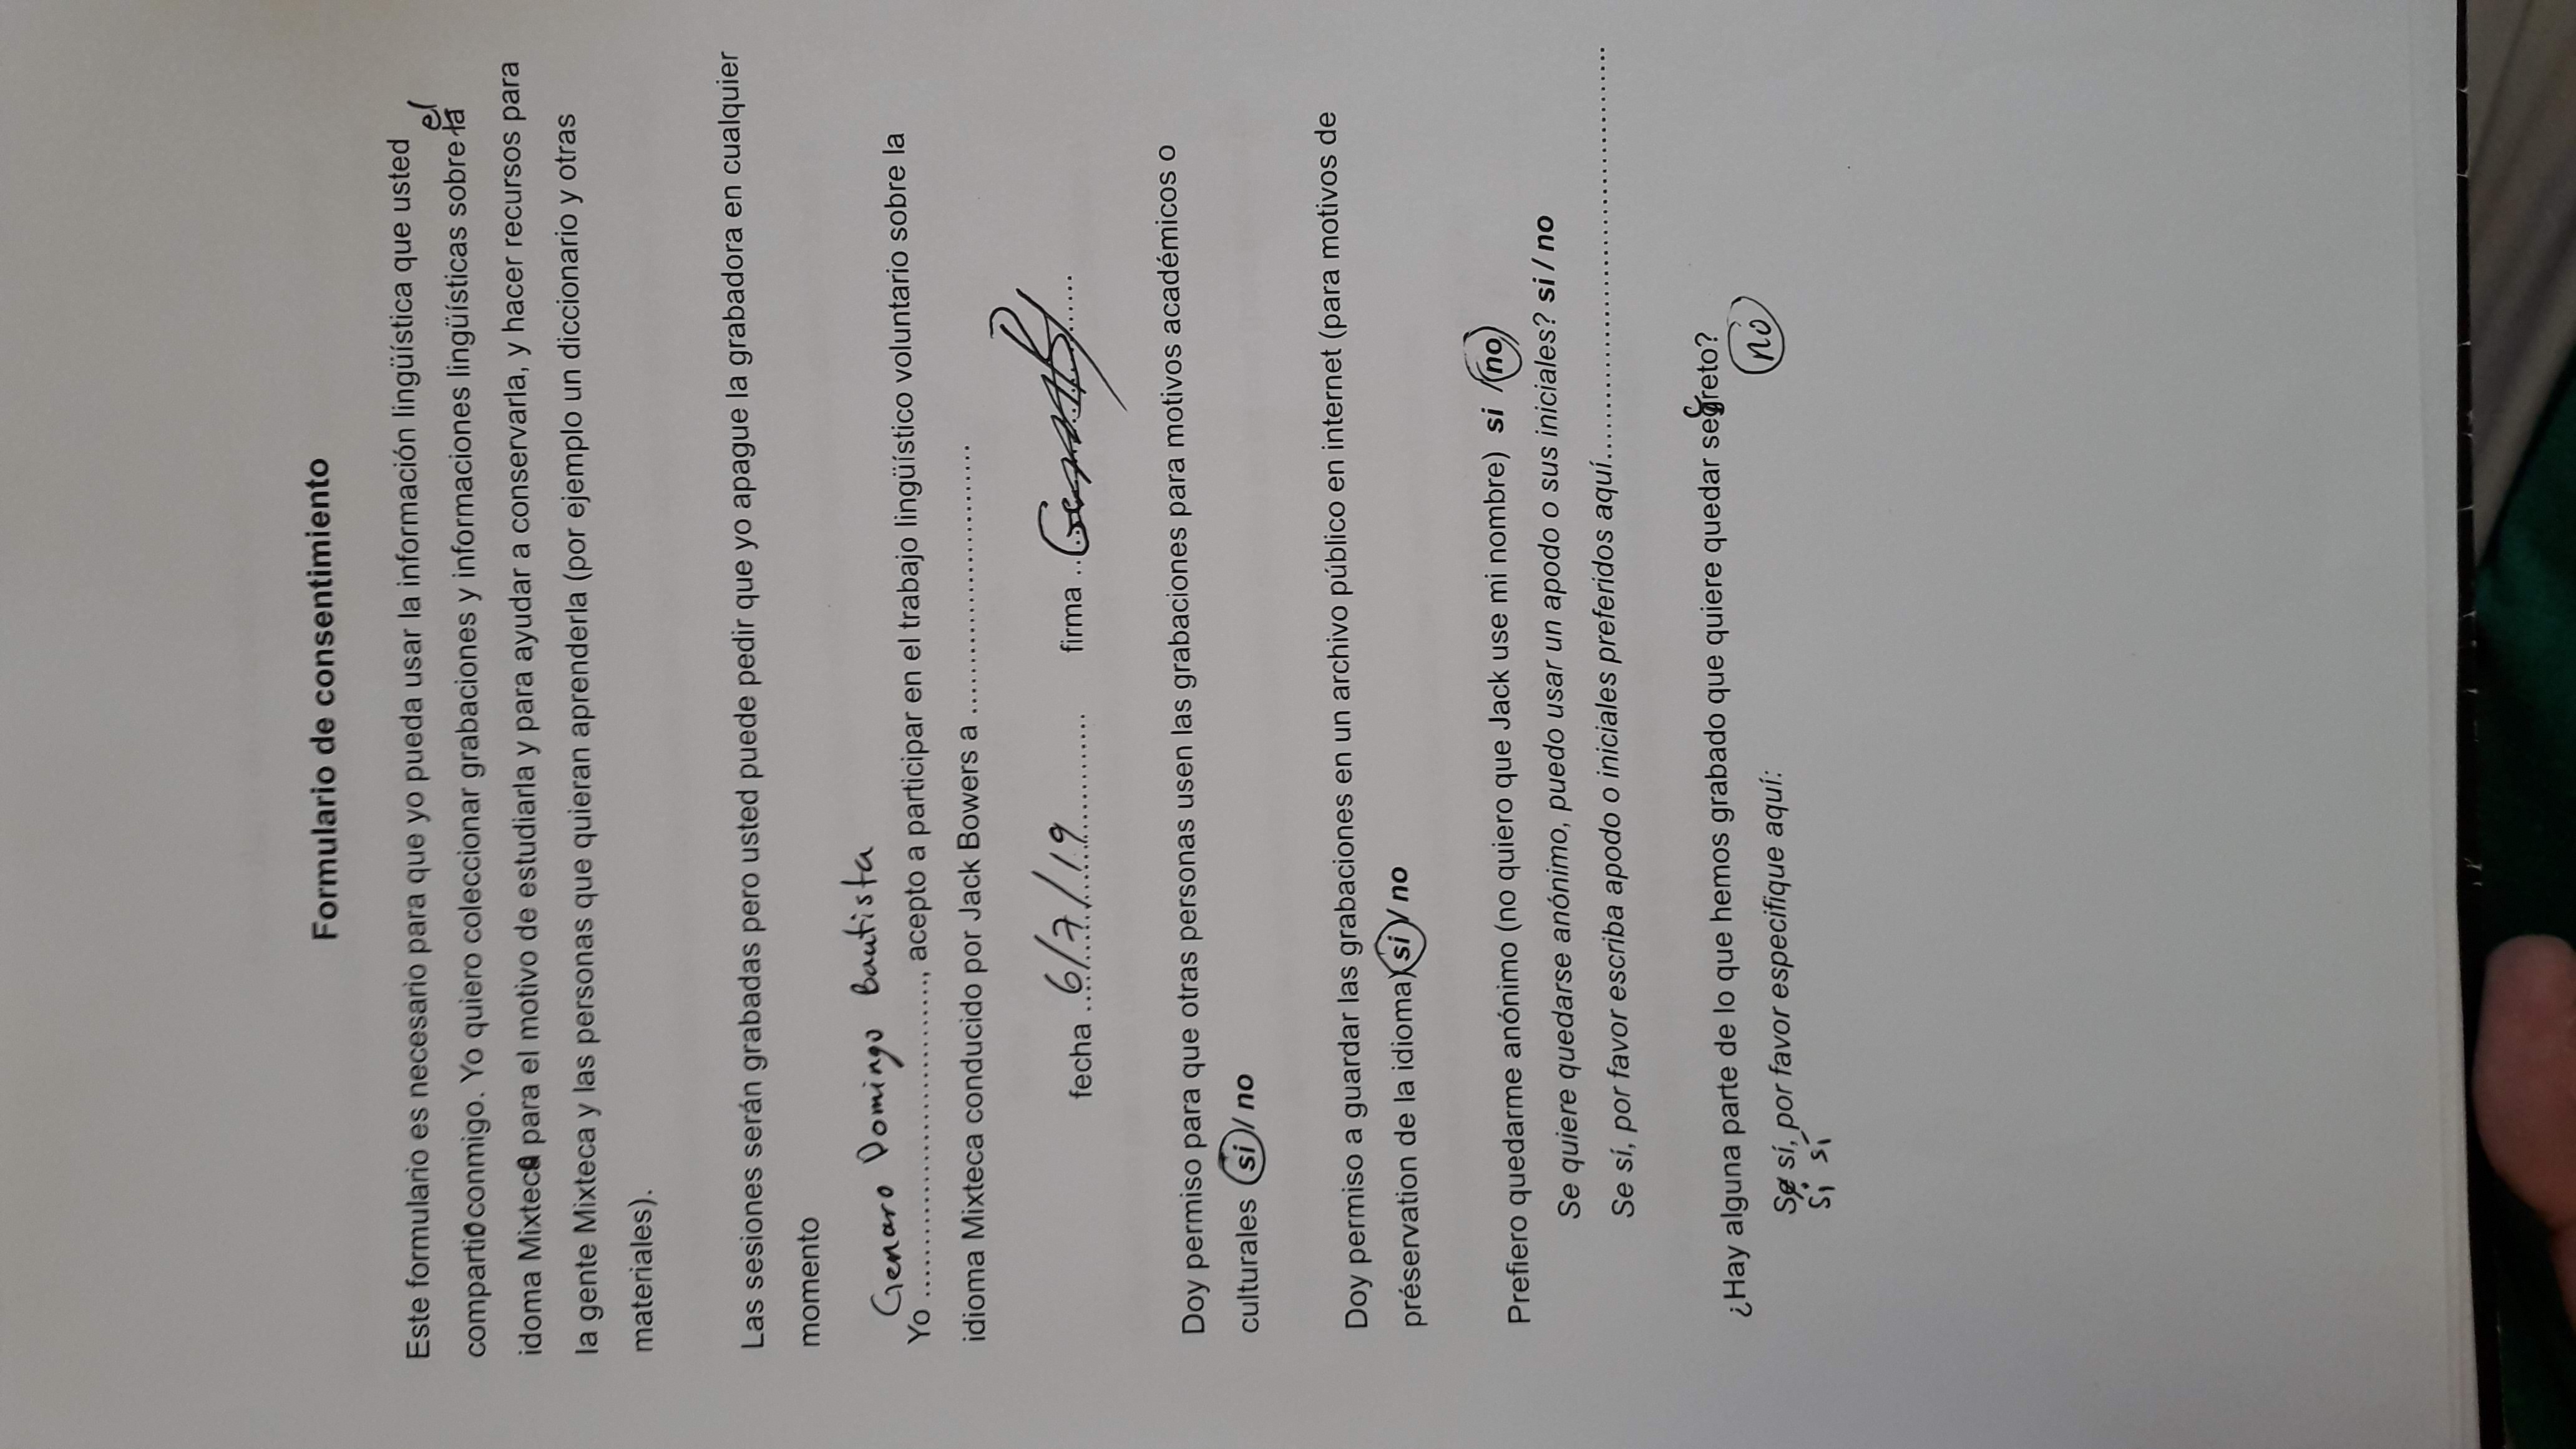 Formulario de consentimiento
Este formulario es necesario para que yo pueda usar la información lingüística que usted
compartió conmigo. Yo quiero coleccionar grabaciones y informaciones lingüísticas sobre la el
idoma Mixteco para el motivo de estudiarla y para ayudar a conservarla, y hacer recursos para
la gente Mixteca y las personas que quieran aprenderla (por ejemplo un diccionario y otras
materiales).
Las sesiones serán grabadas pero usted puede pedir que yo apague la grabadora en cualquier
momento
Genaro Domingo Bautista
Yo ..............................., acepto a participar en el trabajo lingüístico voluntario sobre la
idioma Mixteca conducido por Jack Bowers a ...............................
fecha 6/7/19 firma
Doy permiso para que otras personas usen las grabaciones para motivos académicos o
culturales si / no
Doy permiso a guardar las grabaciones en un archivo público en internet (para motivos de
préservation de la idioma) si / no
Prefiero quedarme anónimo (no quiero que Jack use mi nombre) si / no
Se quiere quedarse anónimo, puedo usar un apodo o sus iniciales? si / no
Se sí, por favor escriba apodo o iniciales preferidos aquí...............................
¿Hay alguna parte de lo que hemos grabado que quiere quedar secreto?
no
Se sí, por favor especifique aquí:
Si, sí